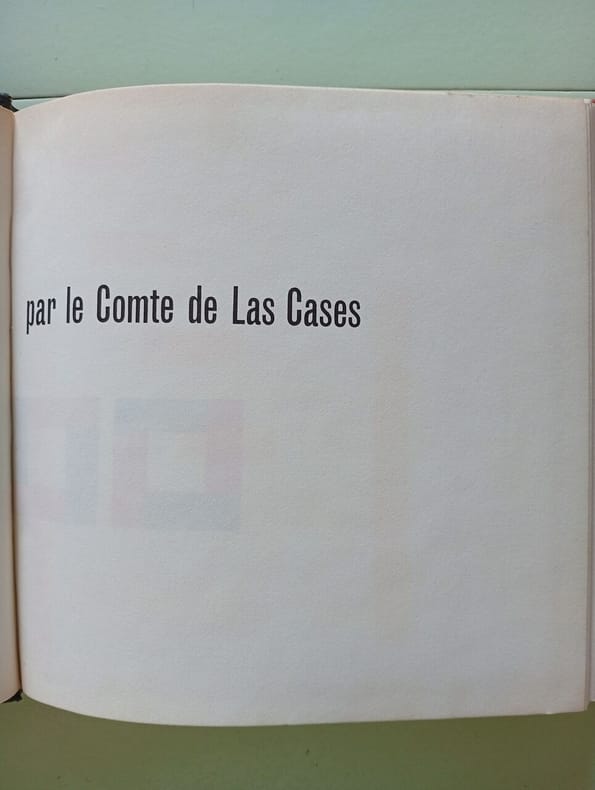 par le Comte de Las Cases